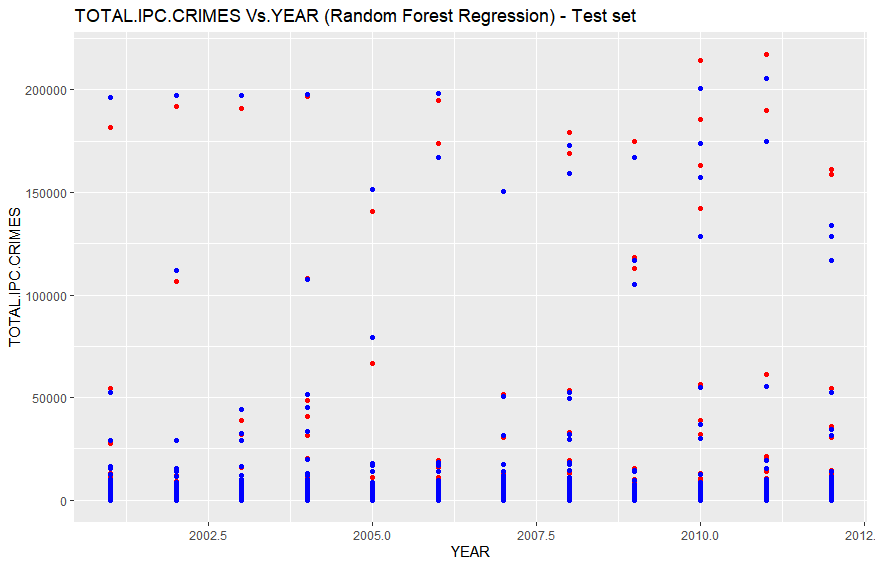 TOTAL.IPC.CRIMES Vs.YEAR (Random Forest Regression) - Test set
200000
150000
100000
50000
0
TOTAL.IPC.CRIMES
2002.5 2005.0 2007.5 2010.0 2012.
YEAR